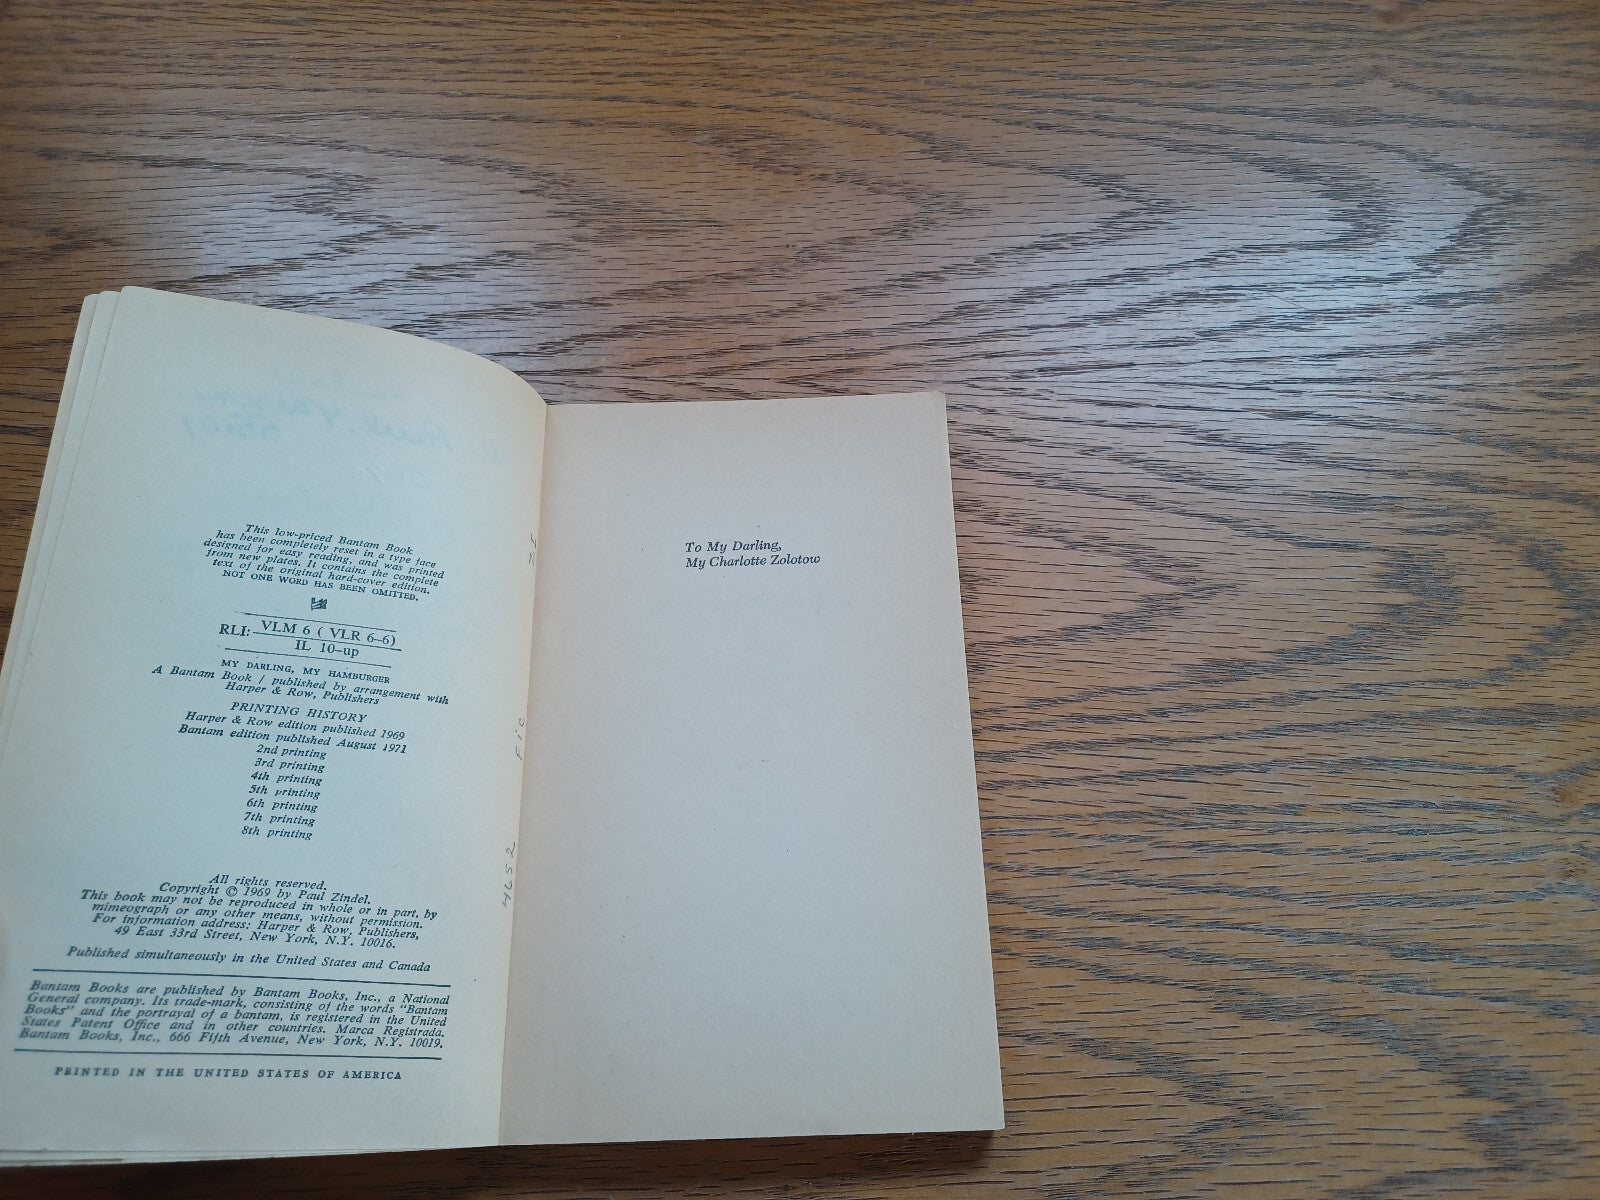 This low-priced Bantam Book
has been completely reset in a type face
designed for easy reading, and was printed
from new plates. It contains the complete
text of the original hard-cover edition.
NOT ONE WORD HAS BEEN OMITTED.
RLI: VLM 6 ( VLR 6–6)
IL 10–up
MY DARLING, MY HAMBURGER
A Bantam Book / published by arrangement with
Harper & Row, Publishers
PRINTING HISTORY
Harper & Row edition published 1969
Bantam edition published August 1971
2nd printing
3rd printing
4th printing
5th printing
6th printing
7th printing
8th printing
All rights reserved.
Copyright © 1969 by Paul Zindel.
This book may not be reproduced in whole or in part, by
mimeograph or any other means, without permission.
For information address: Harper & Row, Publishers,
49 East 33rd Street, New York, N.Y. 10016.
Published simultaneously in the United States and Canada
Bantam Books are published by Bantam Books, Inc., a National
General company. Its trade-mark, consisting of the words "Bantam
Books" and the portrayal of a bantam, is registered in the United
States Patent Office and in other countries. Marca Registrada.
Bantam Books, Inc., 666 Fifth Avenue, New York, N.Y. 10019.
PRINTED IN THE UNITED STATES OF AMERICA
4652 Fic ZI
To My Darling,
My Charlotte Zolotow